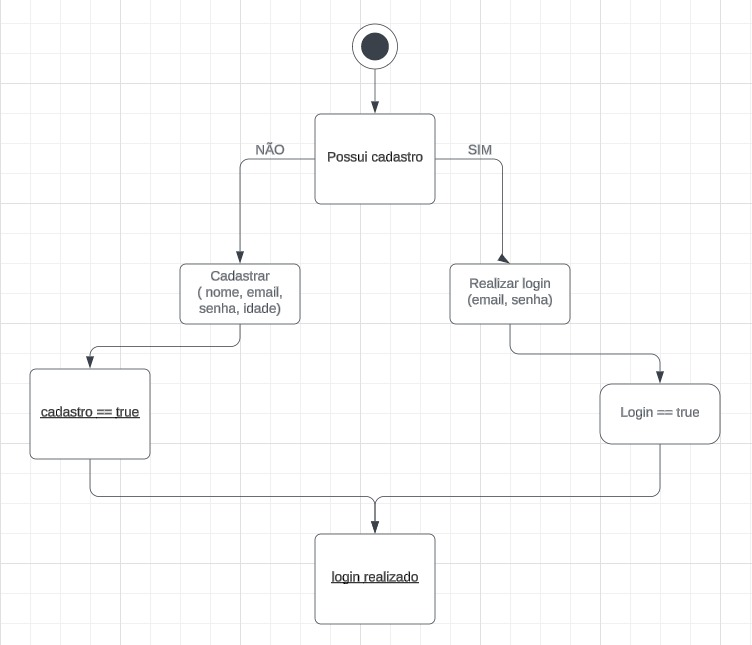 Possui cadastro
NÃO
SIM
Cadastrar
( nome, email,
senha, idade)
Realizar login
(email, senha)
cadastro == true
Login == true
login realizado